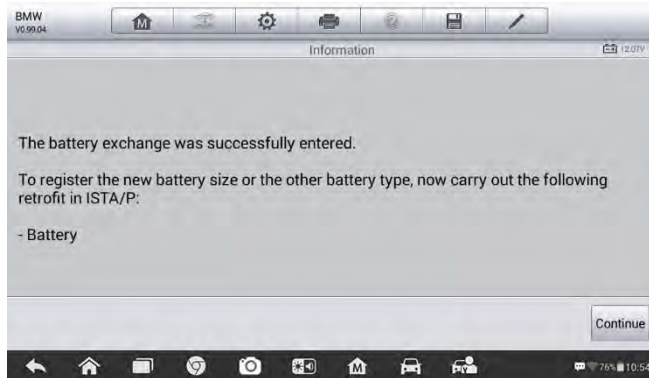 BMW
V0.99.04
Information
12.07V
The battery exchange was successfully entered.
To register the new battery size or the other battery type, now carry out the following
retrofit in ISTA/P:
- Battery
Continue
76% 10:54